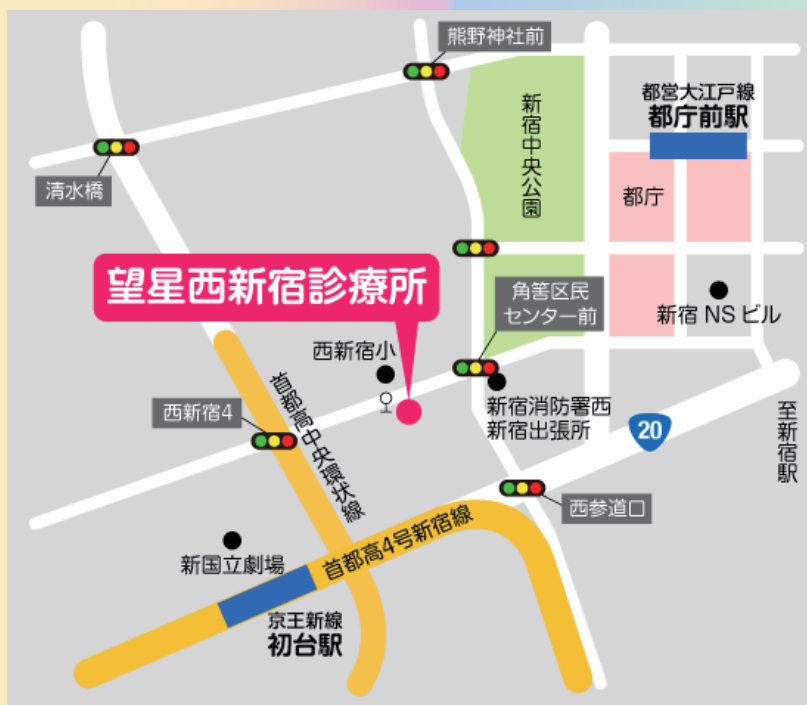 熊野神社前
都営大江戸線
都庁前駅
新宿中央公園
清水橋
都庁
望星西新宿診療所
角筈区民
センター前
新宿 NS ビル
西新宿小
首都高中央環状線
西新宿4
新宿消防署西
新宿出張所
20
至新宿駅
西参道口
首都高4号新宿線
新国立劇場
京王新線
初台駅